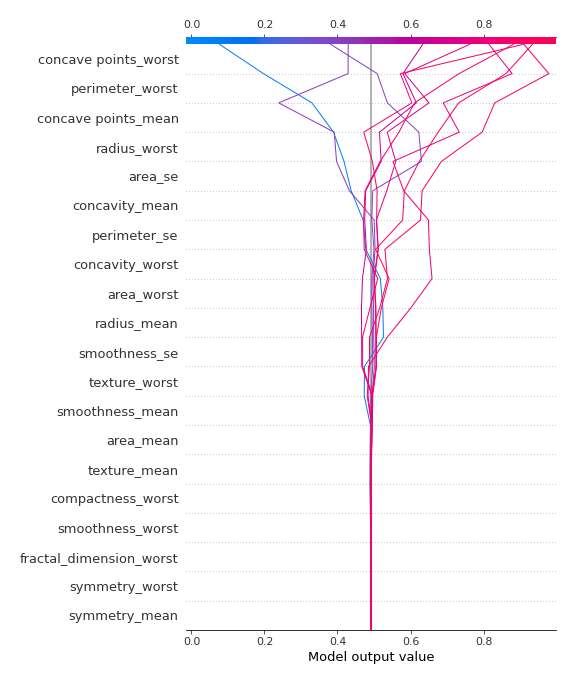 0.0 0.2 0.4 0.6 0.8
concave points_worst
perimeter_worst
concave points_mean
radius_worst
area_se
concavity_mean
perimeter_se
concavity_worst
area_worst
radius_mean
smoothness_se
texture_worst
smoothness_mean
area_mean
texture_mean
compactness_worst
smoothness_worst
fractal_dimension_worst
symmetry_worst
symmetry_mean
0.0 0.2 0.4 0.6 0.8
Model output value